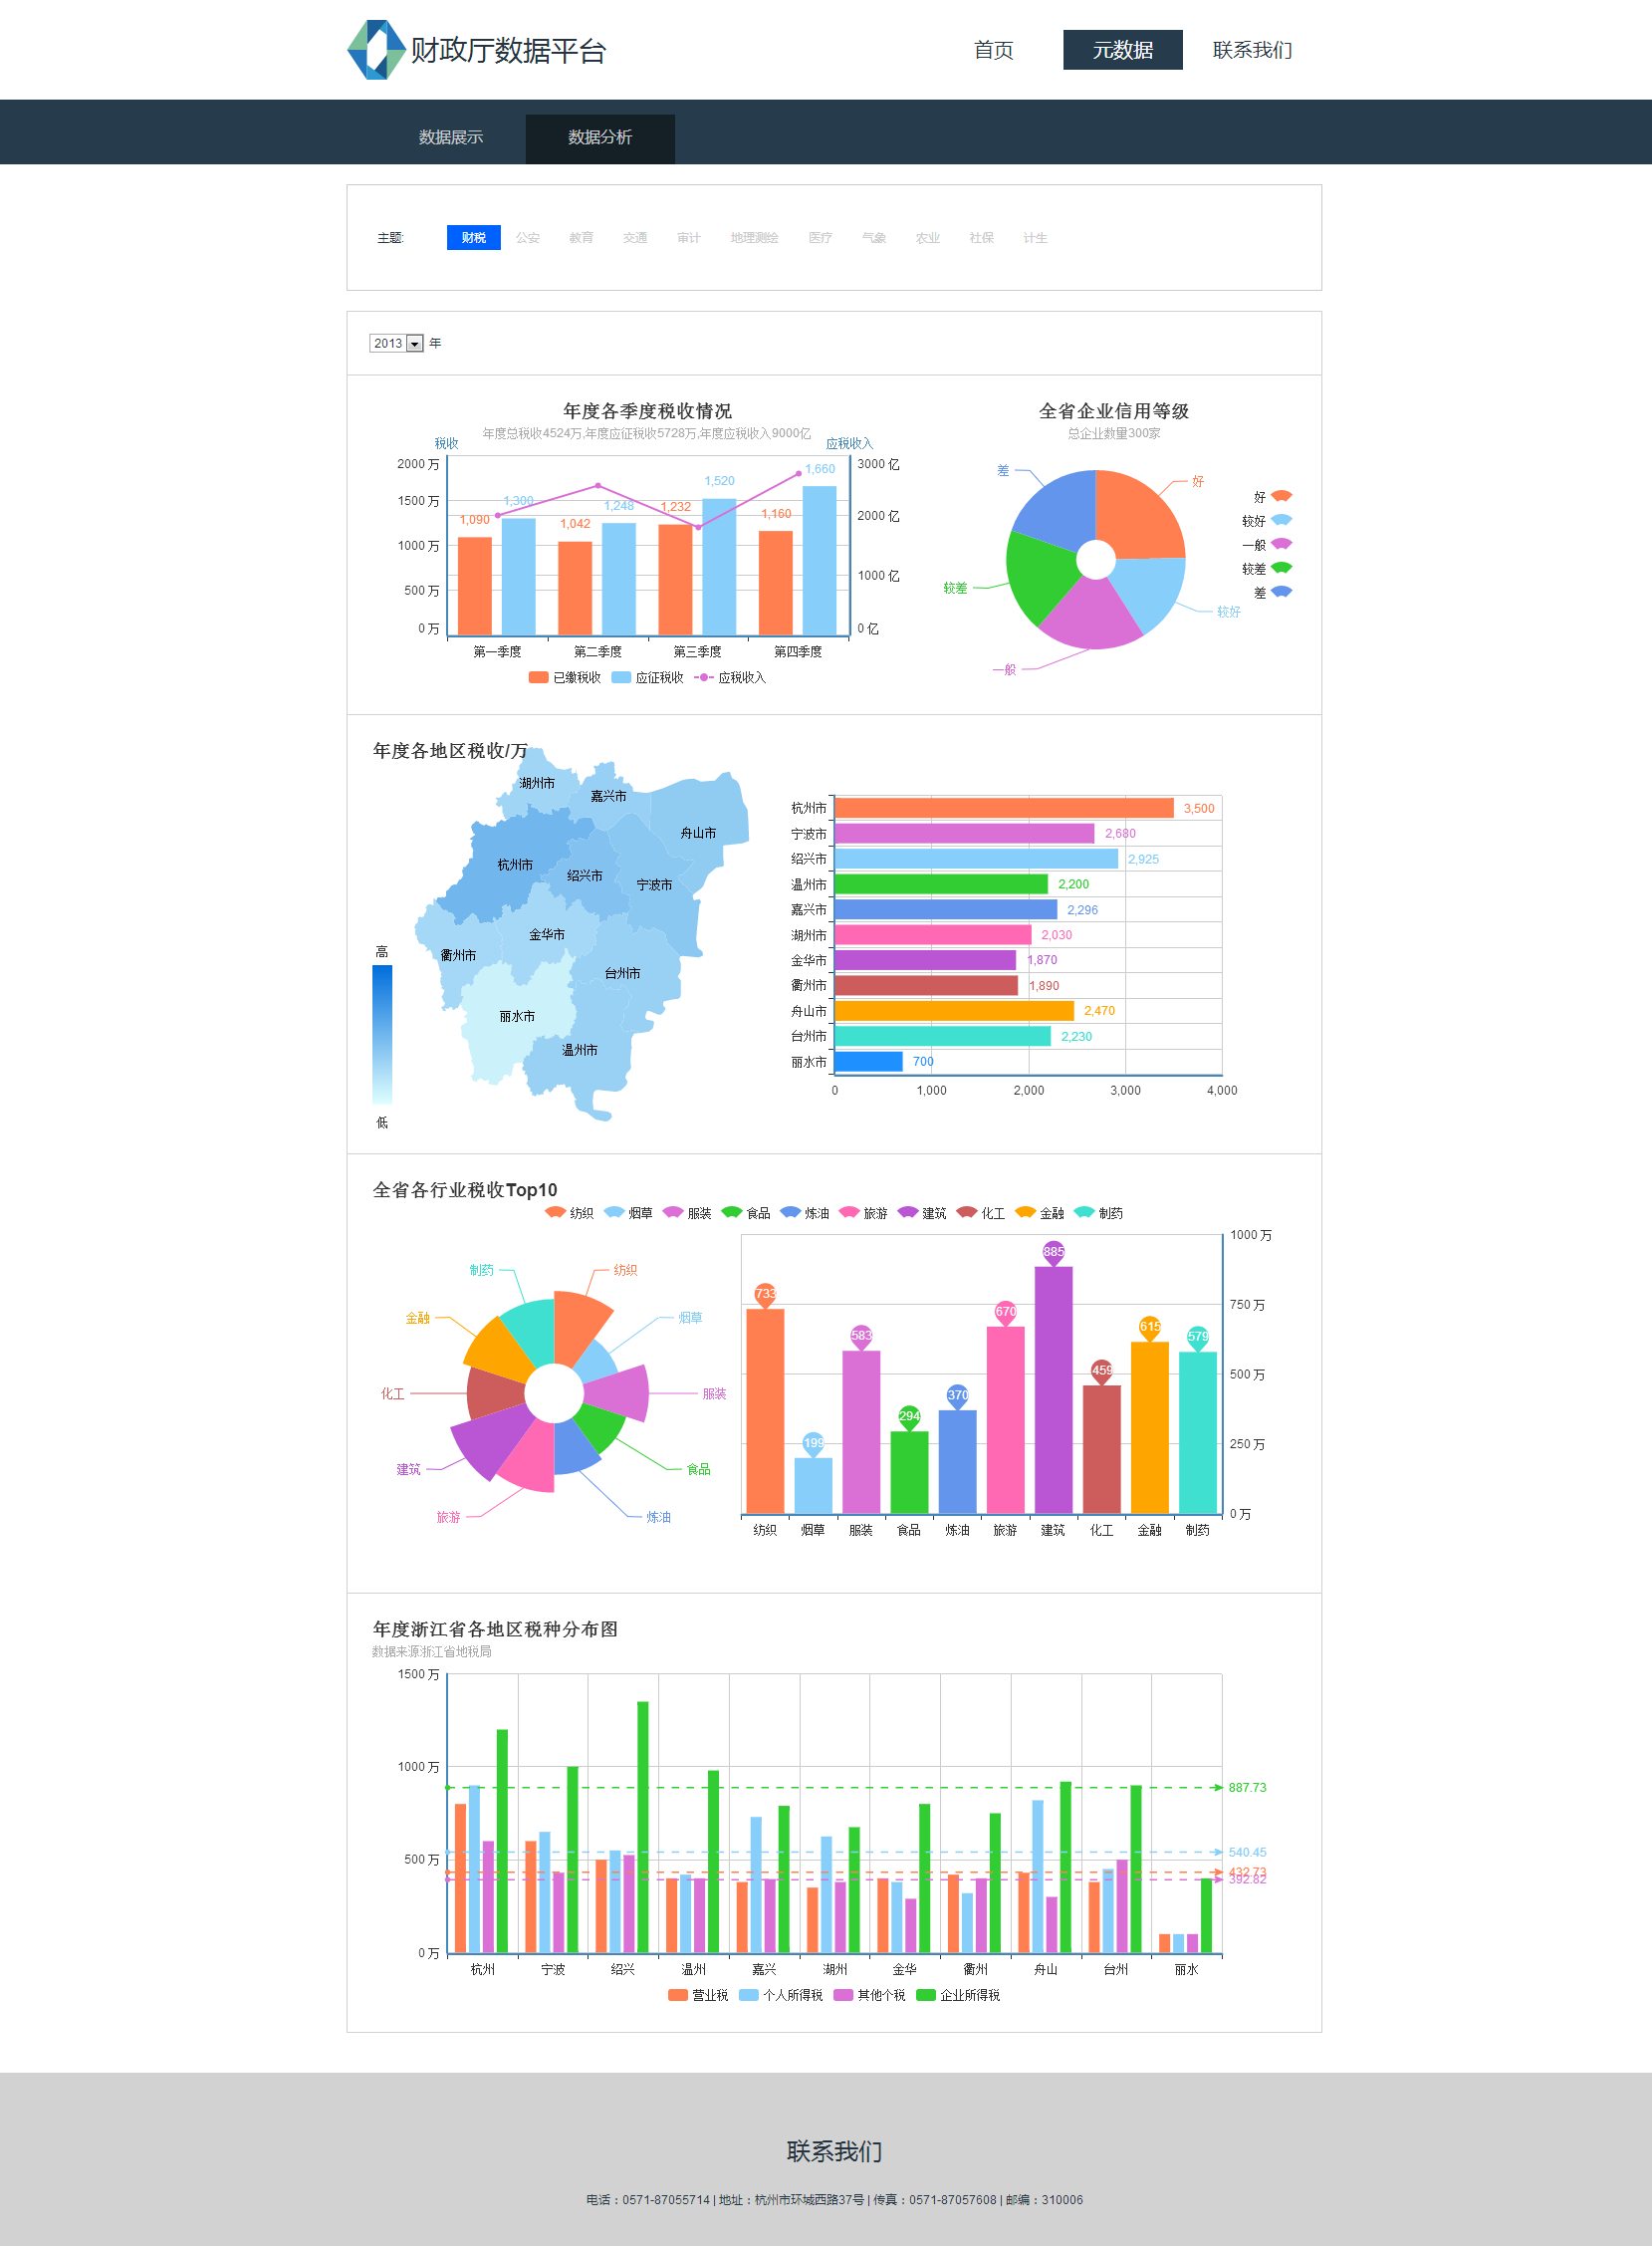 财政厅数据平台
首页 元数据 联系我们
数据展示 数据分析
主题: 财税 公安 教育 交通 审计 地理测绘 医疗 气象 农业 社保 计生
2013 年
年度各季度税收情况
年度总税收4524万,年度应征税收5728万,年度应税收入9000亿
税收 应税收入
2000 万
1500 万
1000 万
500 万
0 万
3000 亿
2000 亿
1000 亿
0 亿
1,090 1,300 1,042 1,248 1,232 1,520 1,160 1,660
第一季度 第二季度 第三季度 第四季度
已缴税收 应征税收 应税收入
全省企业信用等级
总企业数量300家
差 好
较差 较好
一般
好
较好
一般
较差
差
年度各地区税收/万
湖州市
嘉兴市
舟山市
杭州市
绍兴市
宁波市
金华市
衢州市
台州市
丽水市
温州市
高
低
杭州市 3,500
宁波市 2,680
绍兴市 2,925
温州市 2,200
嘉兴市 2,296
湖州市 2,030
金华市 1,870
衢州市 1,890
舟山市 2,470
台州市 2,230
丽水市 700
0 1,000 2,000 3,000 4,000
全省各行业税收Top10
纺织 烟草 服装 食品 炼油 旅游 建筑 化工 金融 制药
制药 纺织
金融 烟草
化工 服装
建筑 食品
旅游 炼油
1000 万
750 万
500 万
250 万
0 万
733 199 583 294 370 670 885 459 615 579
纺织 烟草 服装 食品 炼油 旅游 建筑 化工 金融 制药
年度浙江省各地区税种分布图
数据来源浙江省地税局
1500 万
1000 万
500 万
0 万
887.73
540.45
432.73
392.82
杭州 宁波 绍兴 温州 嘉兴 湖州 金华 衢州 舟山 台州 丽水
营业税 个人所得税 其他个税 企业所得税
联系我们
电话：0571-87055714 | 地址：杭州市环城西路37号 | 传真：0571-87057608 | 邮编：310006